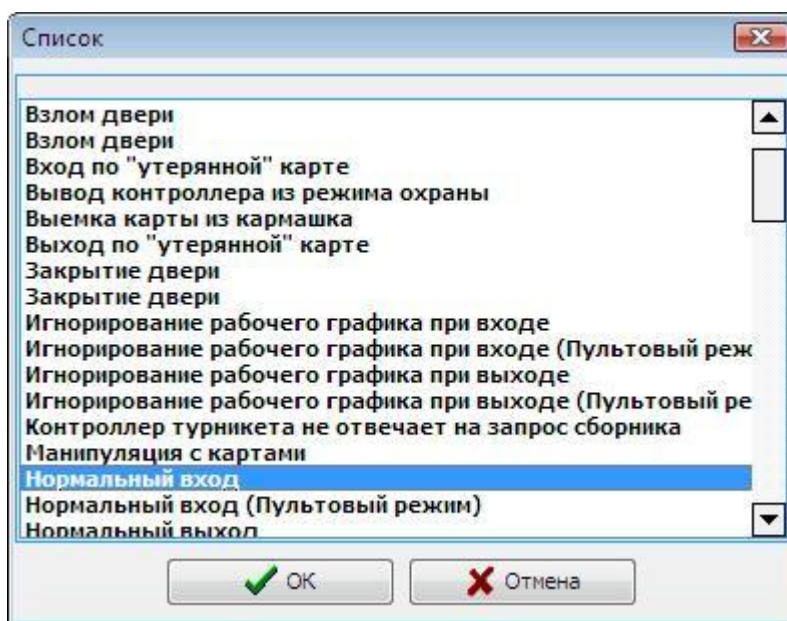 Список
Взлом двери
Взлом двери
Вход по "утерянной" карте
Вывод контроллера из режима охраны
Выемка карты из кармашка
Выход по "утерянной" карте
Закрытие двери
Закрытие двери
Игнорирование рабочего графика при входе
Игнорирование рабочего графика при входе (Пультовый реж
Игнорирование рабочего графика при выходе
Игнорирование рабочего графика при выходе (Пультовый ре
Контроллер турникета не отвечает на запрос сборника
Манипуляция с картами
Нормальный вход
Нормальный вход (Пультовый режим)
Нормальный выход
OK
Отмена